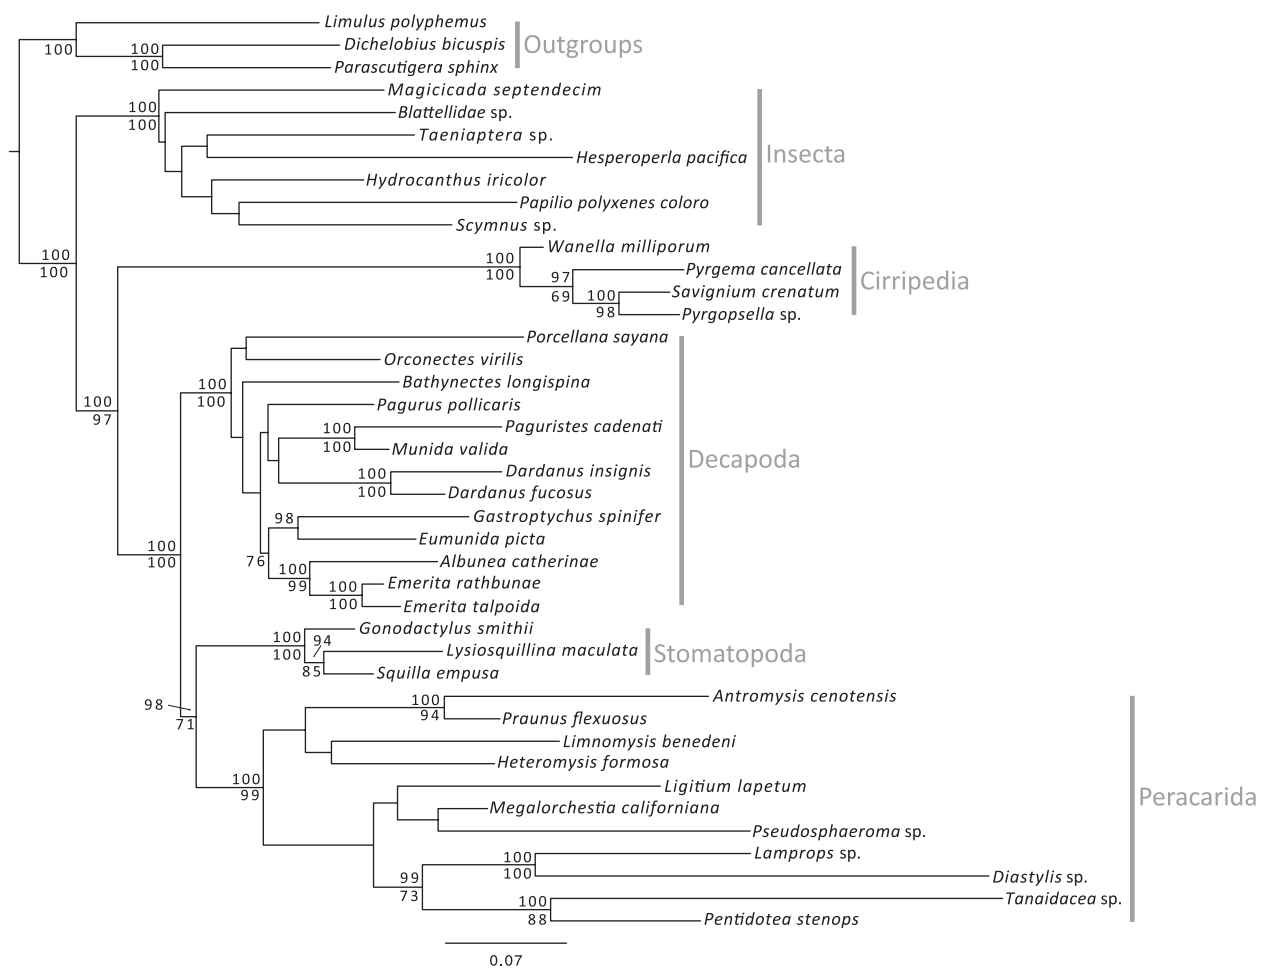 Limulus polyphemus
100
100
Dichelobius bicuspis
Outgroups
100
Parascutigera sphinx
Magicicada septendecim
100
100
Blattellidae sp.
Taeniaptera sp.
Hesperoperla pacifica
Insecta
Hydrocanthus iricolor
Papilio polyxenes coloro
Scymnus sp.
Wanella milliporum
100
100
100
100
97
Pyrgema cancellata
Cirripedia
69
100
Savignium crenatum
98
Pyrgopsella sp.
Porcellana sayana
Orconectes virilis
100
100
Bathynectes longispina
100
97
Pagurus pollicaris
100
Paguristes cadenati
100
Munida valida
Decapoda
100
Dardanus insignis
100
Dardanus fucosus
98
Gastroptychus spinifer
Eumunida picta
100
100
76
Albunea catherinae
100
99
100
Emerita rathbunae
100
Emerita talpoida
Gonodactylus smithii
100
100
94
Lysiosquillina maculata
Stomatopoda
85
Squilla empusa
98
71
100
Antromysis cenotensis
94
Praunus flexuosus
Limnomysis benedeni
Heteromysis formosa
100
99
Ligitium lapetum
Peracarida
Megalorchestia californiana
Pseudosphaeroma sp.
100
Lamprops sp.
100
Diastylis sp.
99
73
100
Tanaidacea sp.
88
Pentidotea stenops
0.07